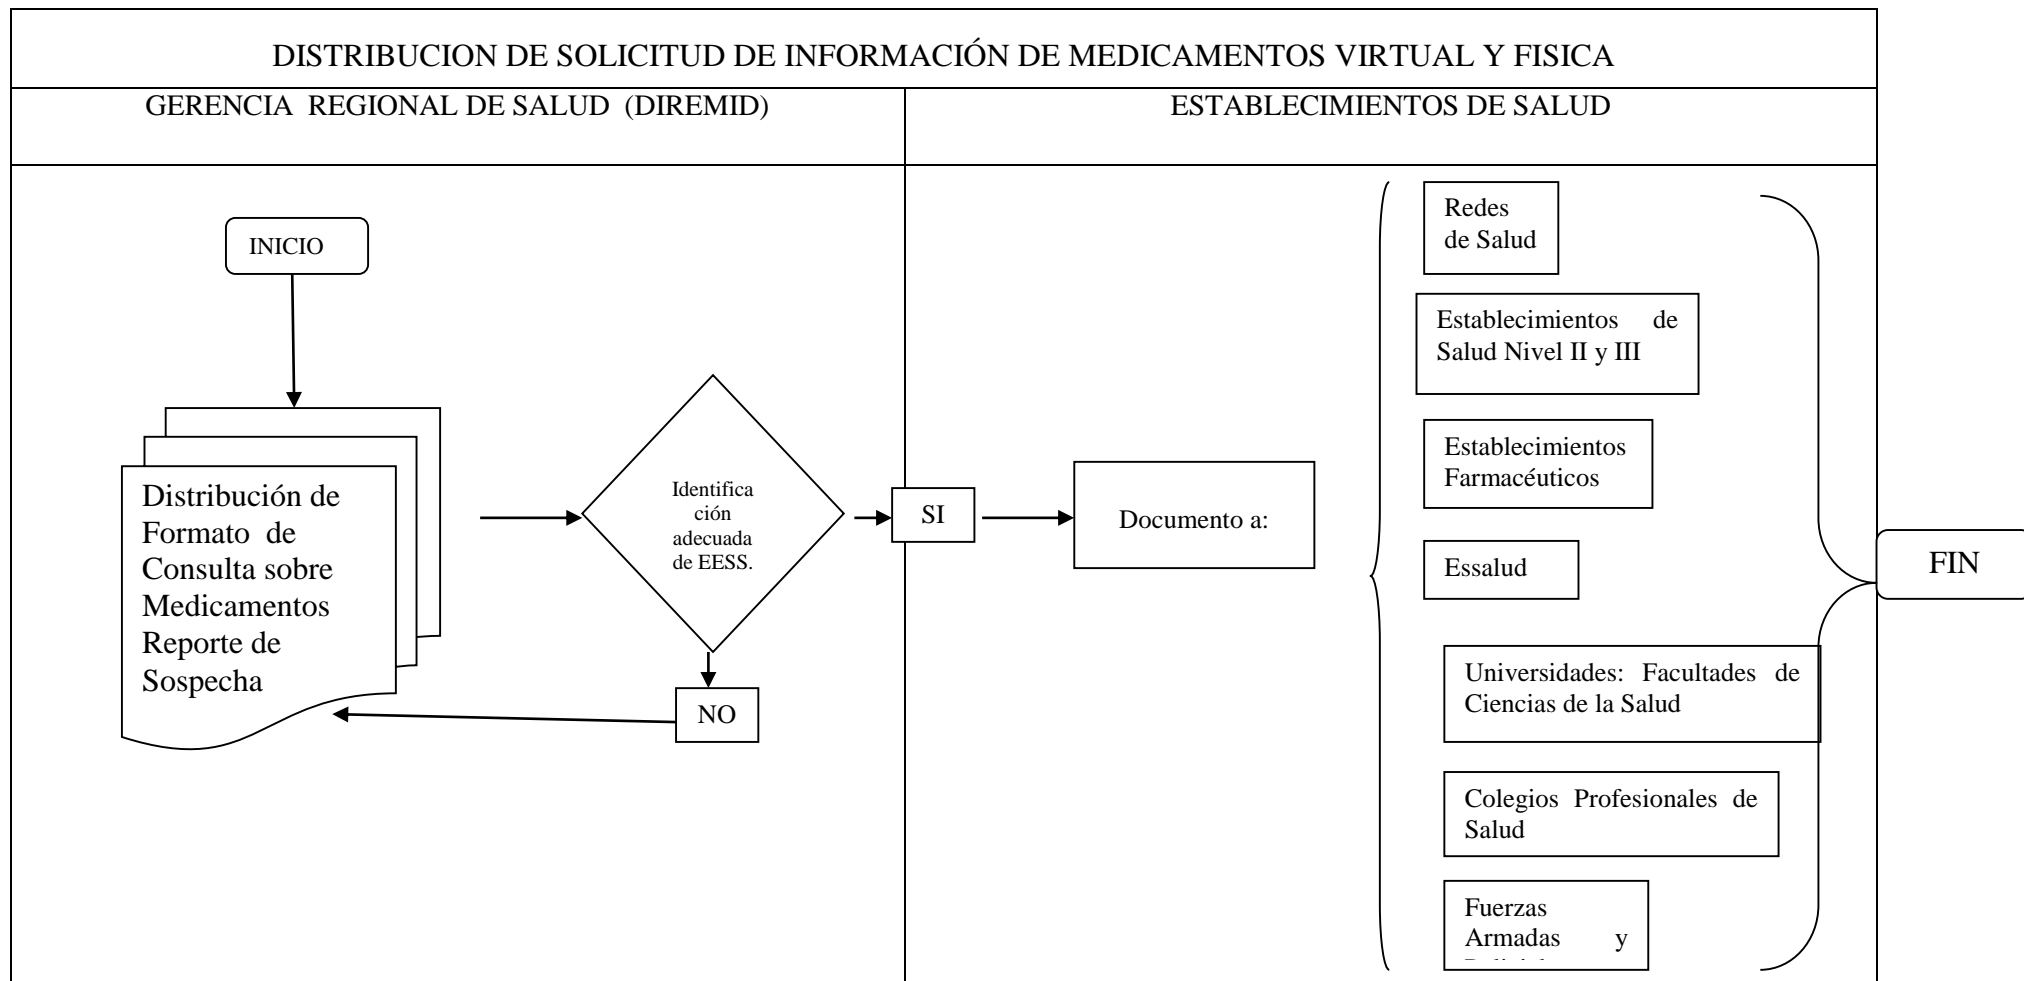 DISTRIBUCION DE SOLICITUD DE INFORMACIÓN DE MEDICAMENTOS VIRTUAL Y FISICA
GERENCIA REGIONAL DE SALUD (DIREMID)
ESTABLECIMIENTOS DE SALUD
INICIO
Distribución de
Formato de
Consulta sobre
Medicamentos
Reporte de
Sospecha
Identifica
ción
adecuada
de EESS.
SI
NO
Documento a:
Redes
de Salud
Establecimientos de
Salud Nivel II y III
Establecimientos
Farmacéuticos
Essalud
Universidades: Facultades de
Ciencias de la Salud
Colegios Profesionales de
Salud
Fuerzas
Armadas y
FIN